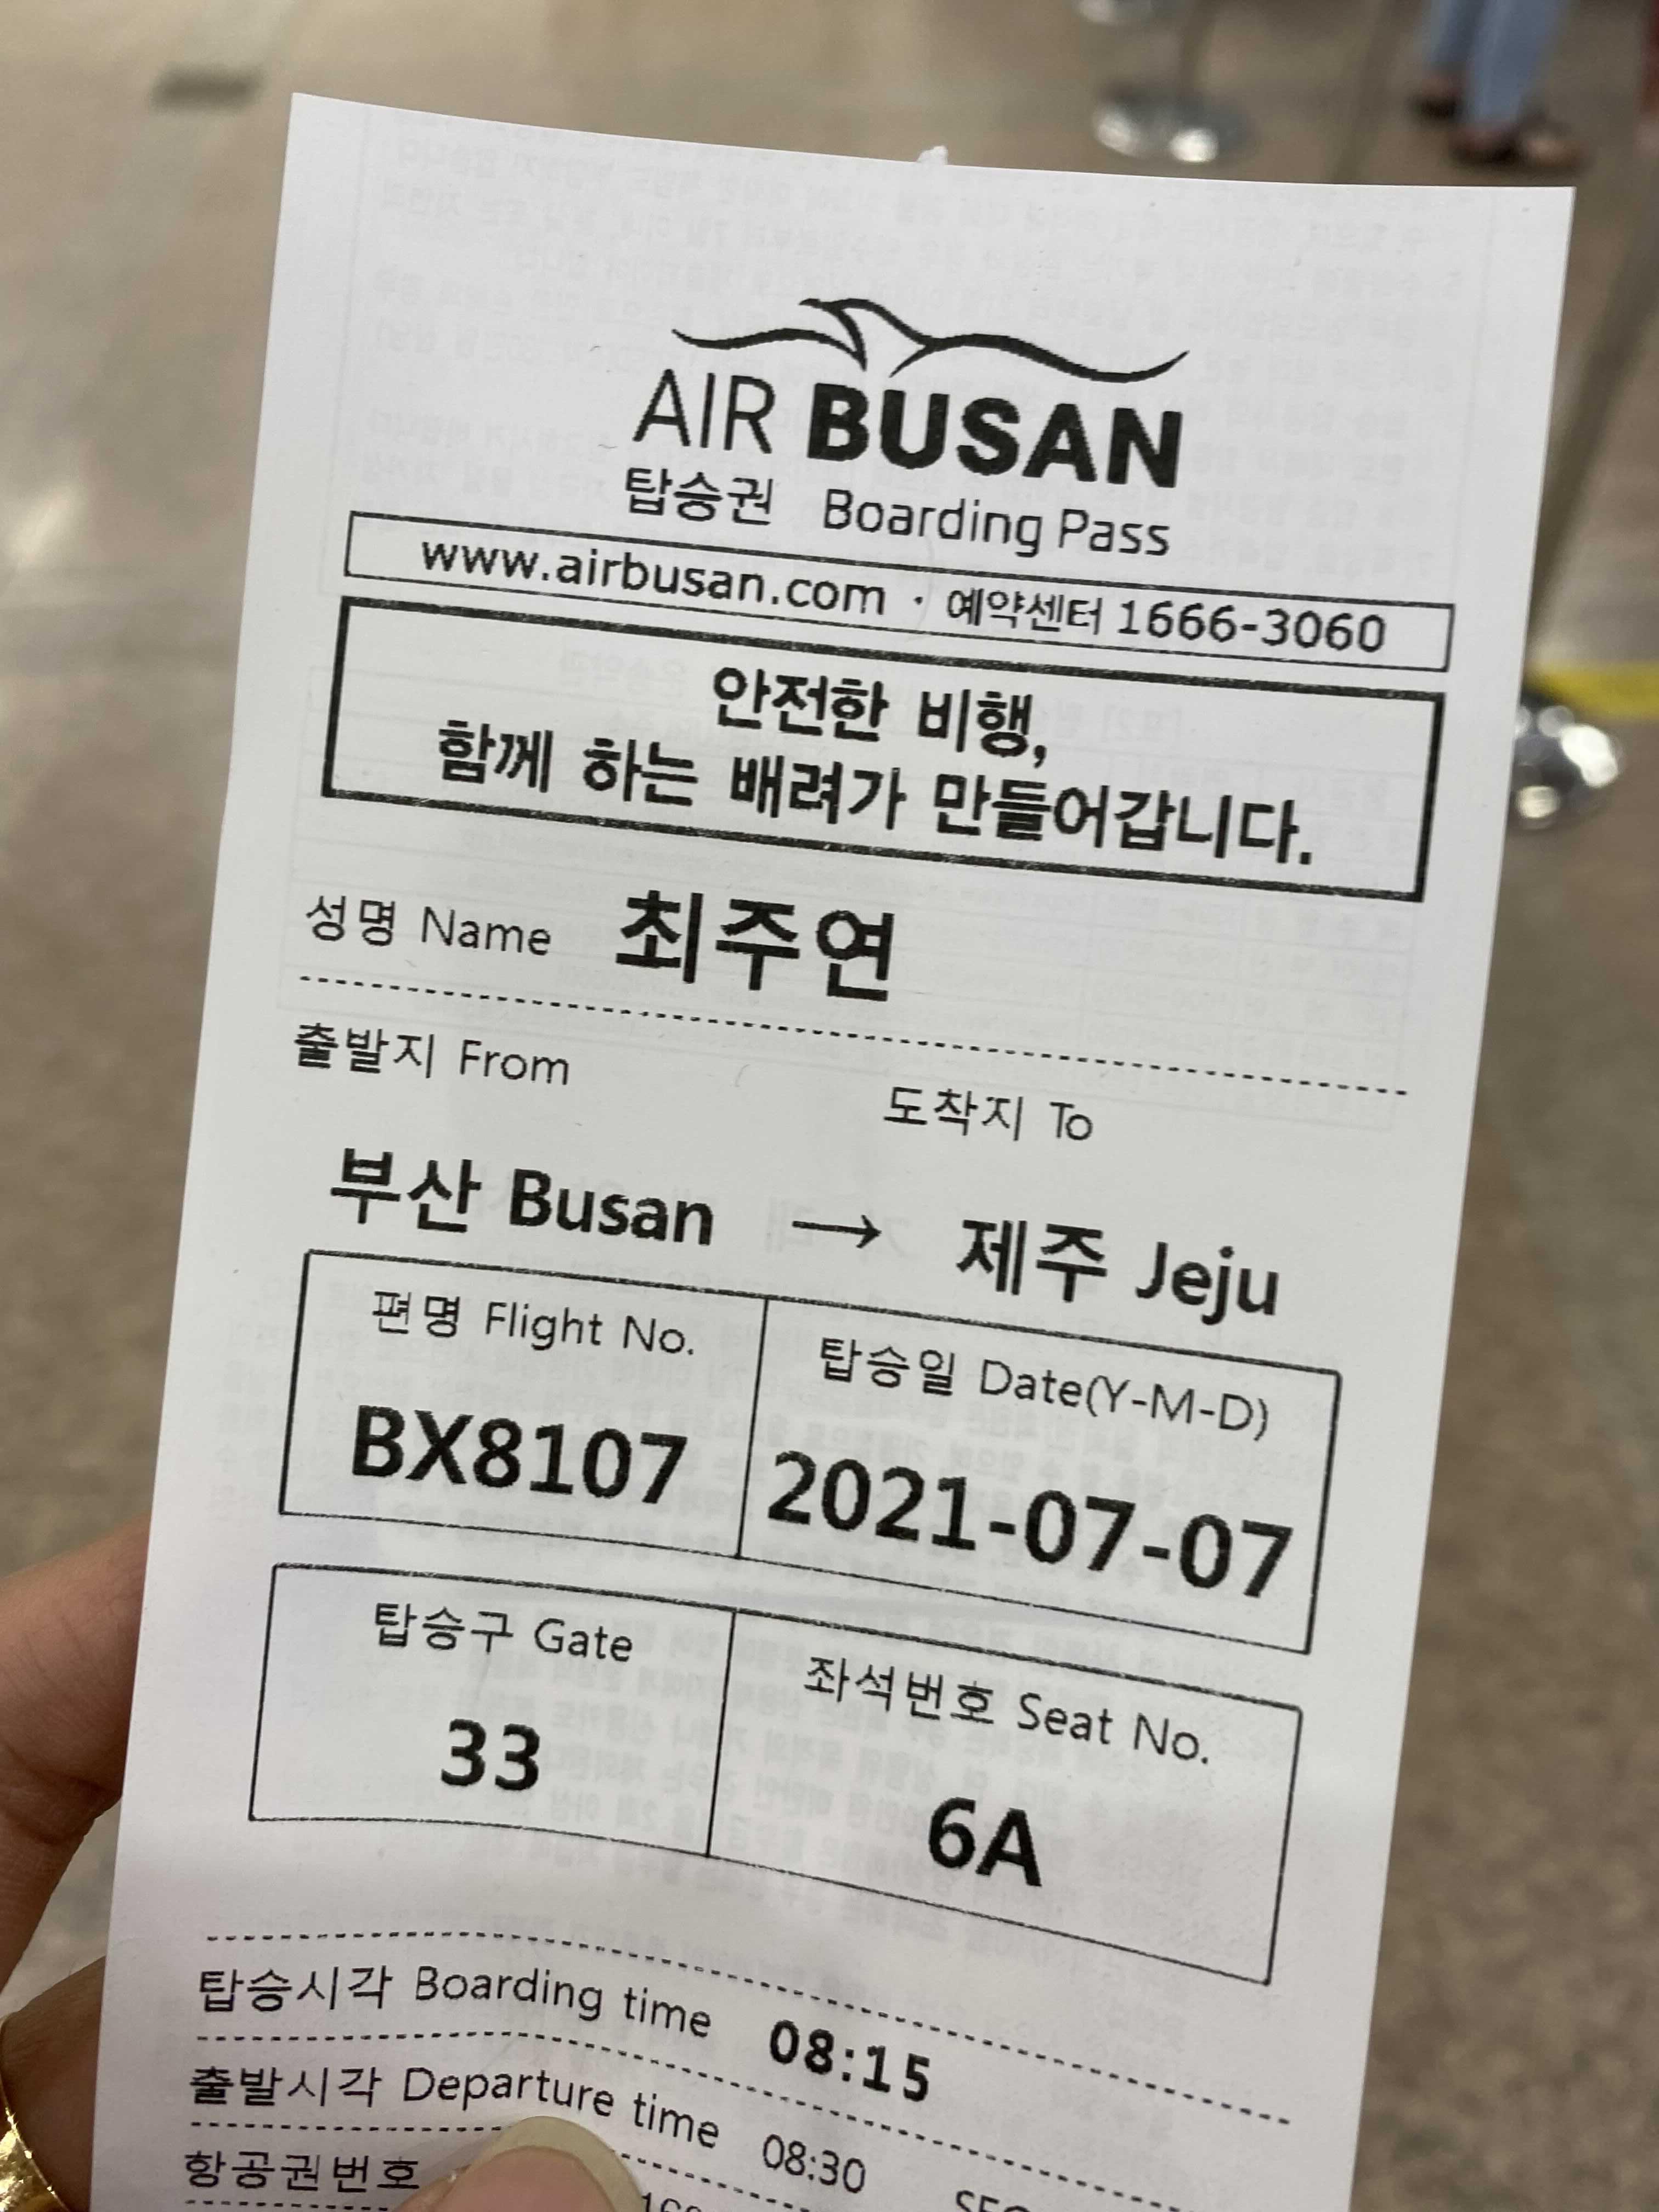 AIR BUSAN
탑승권 Boarding Pass
www.airbusan.com · 예약센터 1666-3060
안전한 비행,
함께 하는 배려가 만들어갑니다.
성명 Name 최주연
출발지 From 도착지 To
부산 Busan → 제주 Jeju
편명 Flight No. 탑승일 Date(Y-M-D)
BX8107 2021-07-07
탑승구 Gate 좌석번호 Seat No.
33 6A
탑승시각 Boarding time 08:15
출발시각 Departure time 08:30
항공권번호